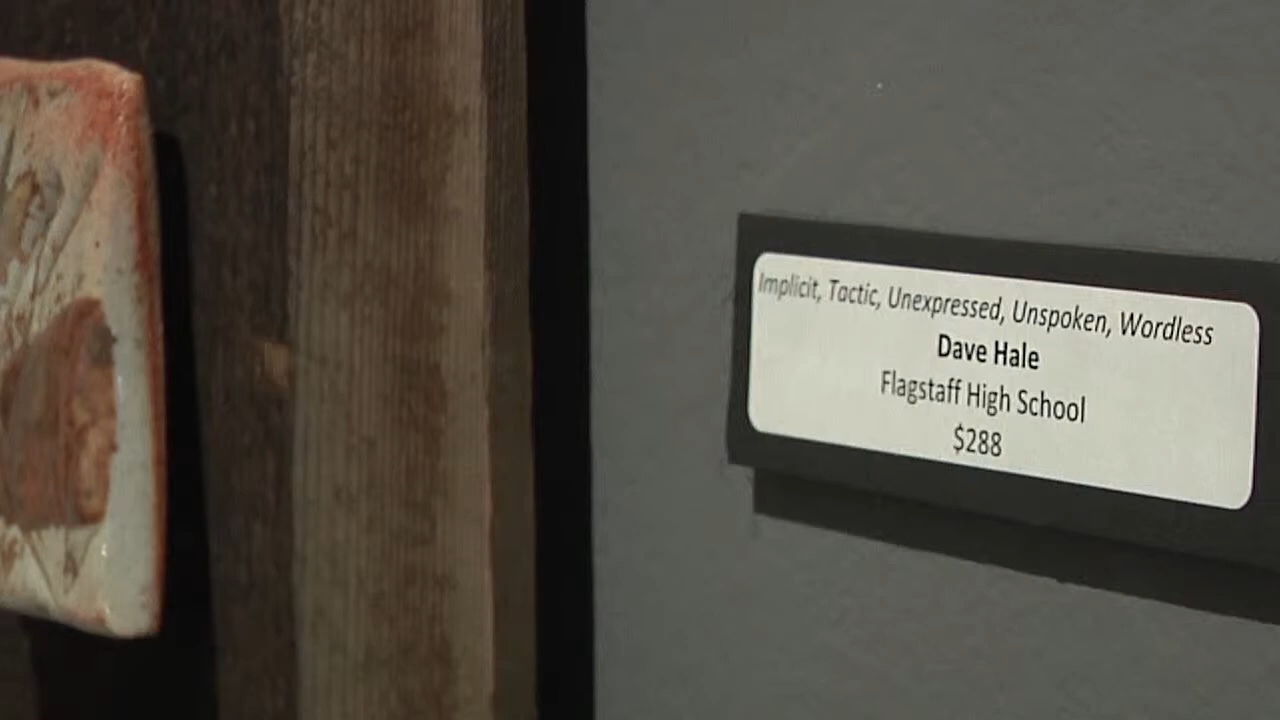 Implicit, Tactic, Unexpressed, Unspoken, Wordless
Dave Hale
Flagstaff High School
$288